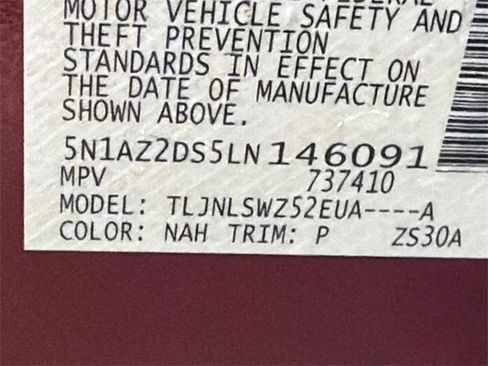 MOTOR VEHICLE SAFETY AND
THEFT PREVENTION
STANDARDS IN EFFECT ON
THE DATE OF MANUFACTURE
SHOWN ABOVE.
5N1AZ2DS5LN146091
MPV 737410
MODEL: TLJNLSWZ52EUA----A
COLOR: NAH TRIM: P ZS30A